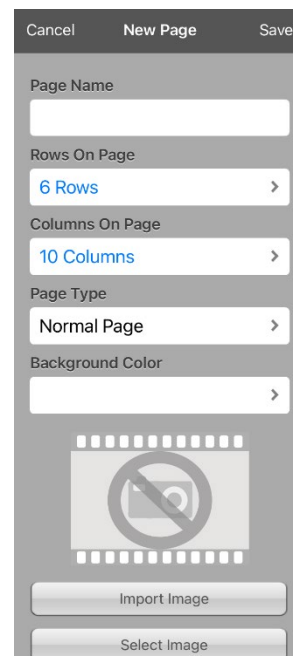 Cancel New Page Save
Page Name
Rows On Page
6 Rows
Columns On Page
10 Columns
Page Type
Normal Page
Background Color
Import Image
Select Image